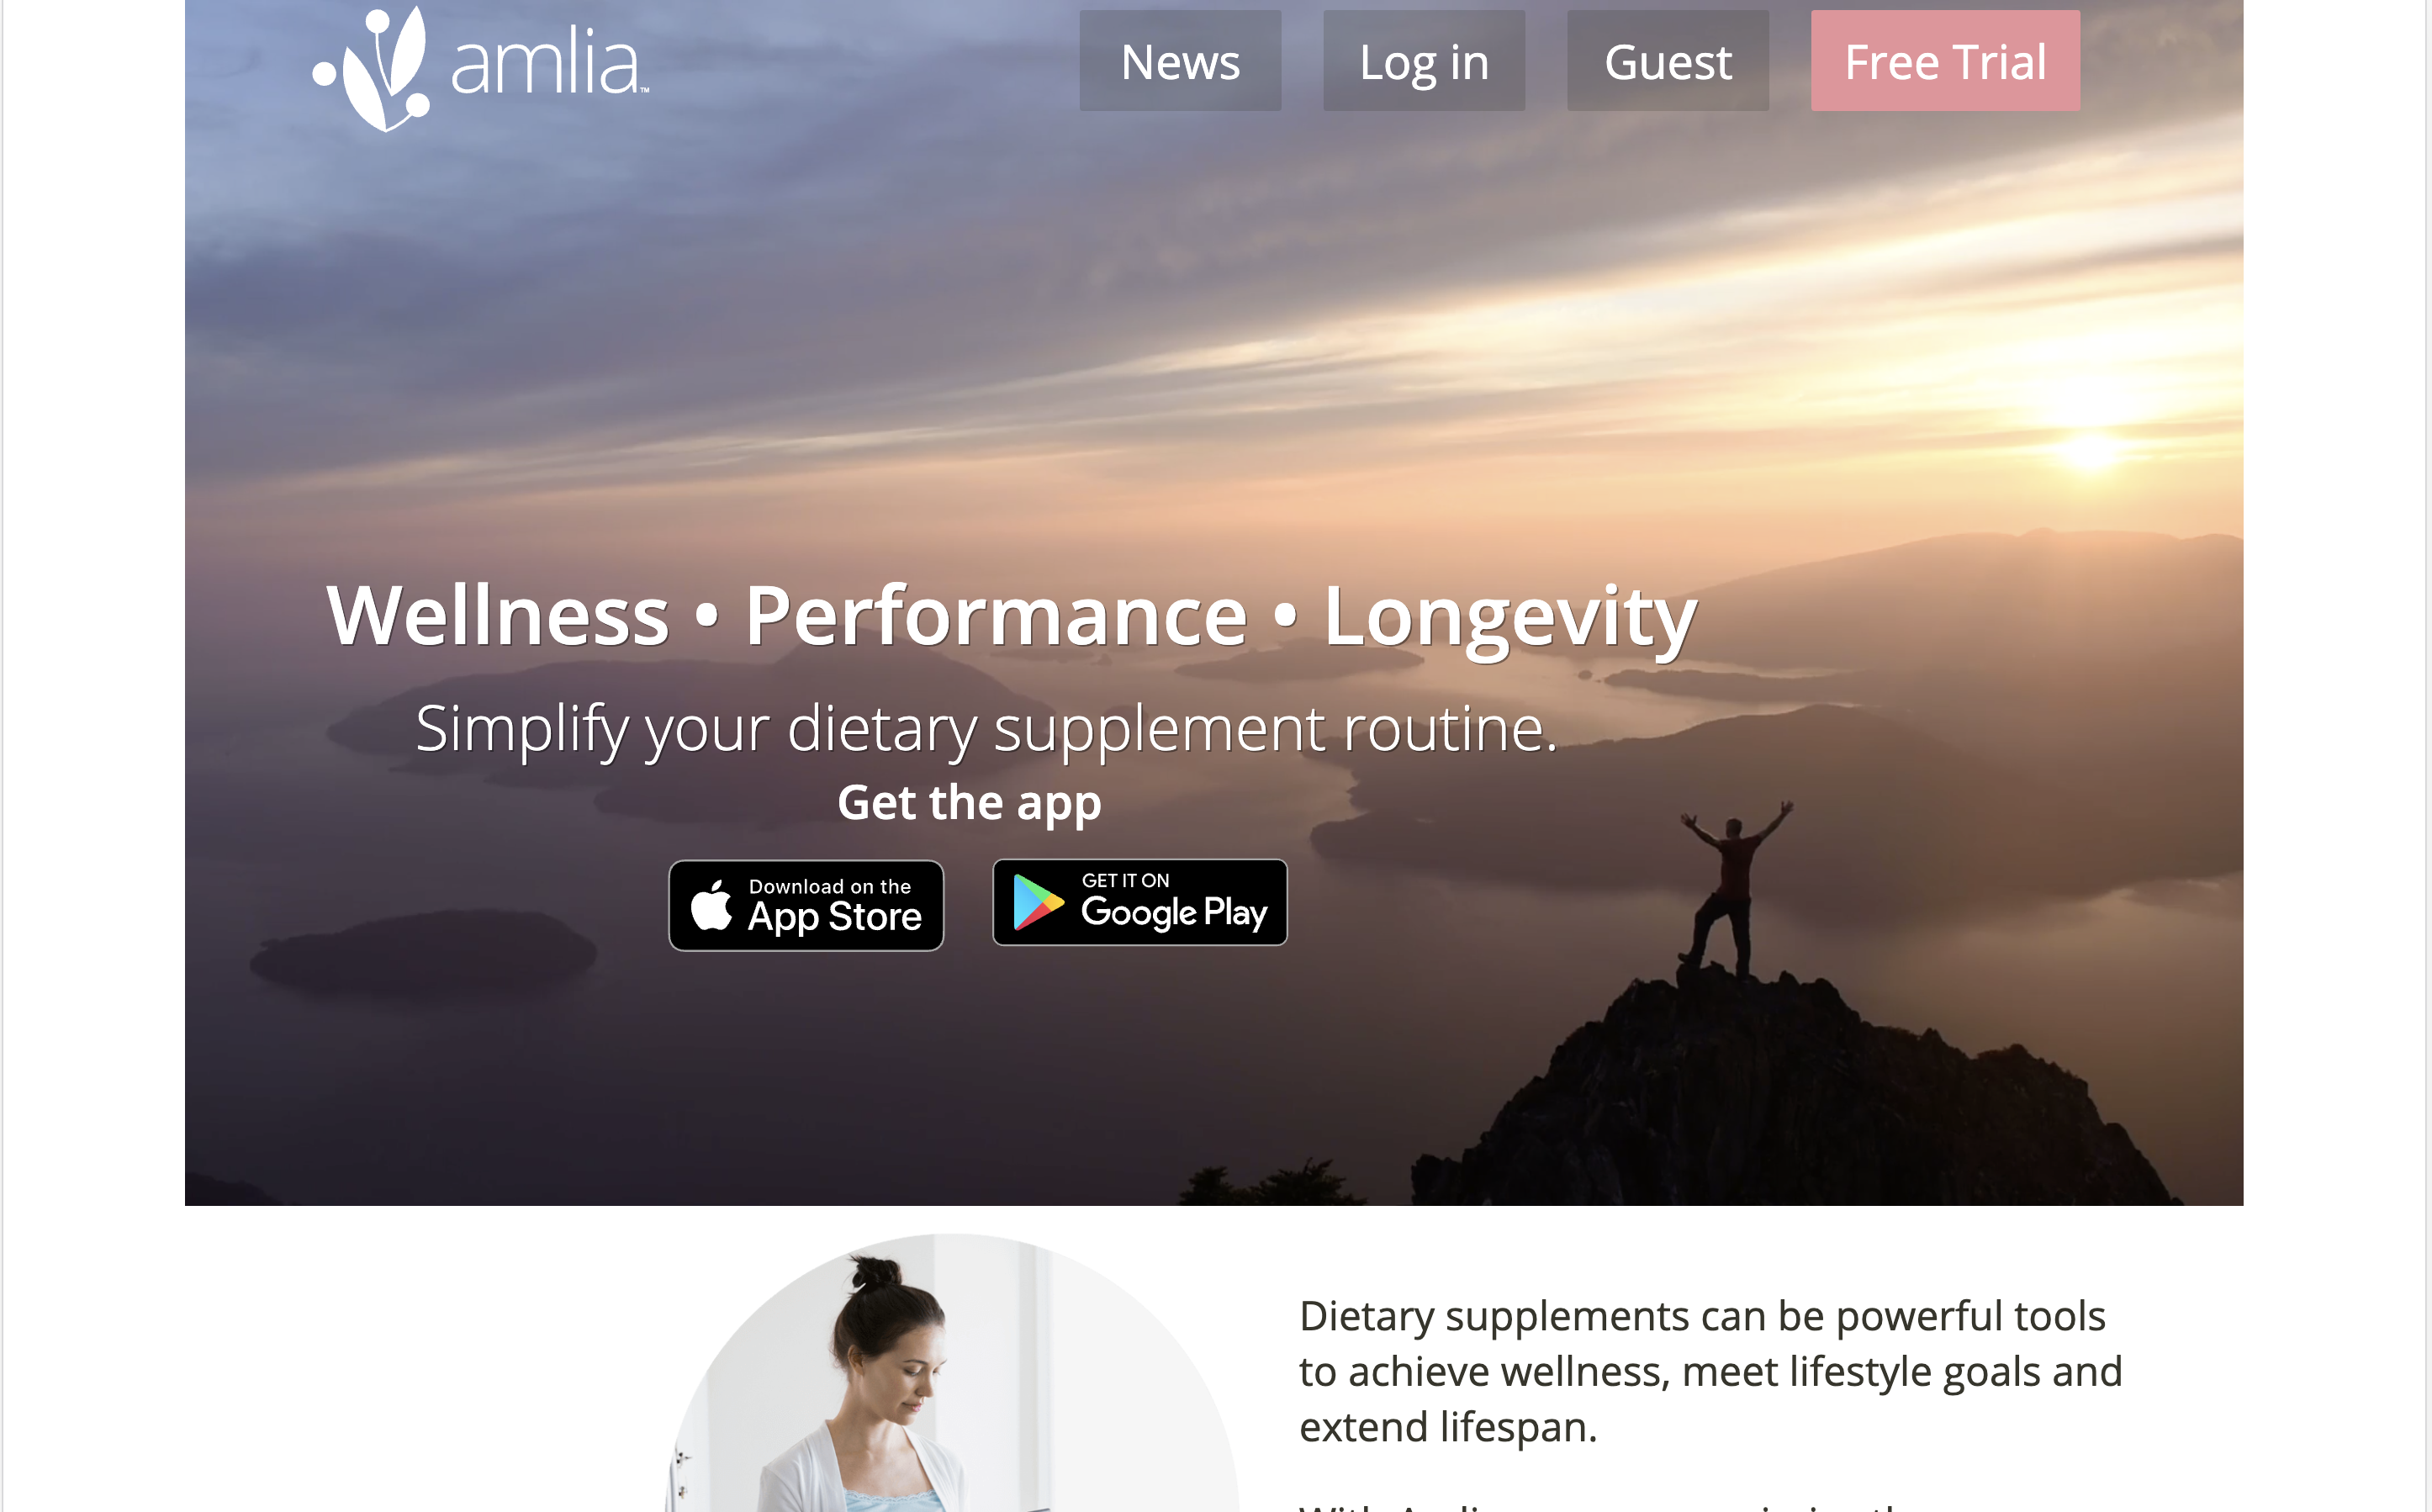 amlia™
News
Log in
Guest
Free Trial
Wellness • Performance • Longevity
Simplify your dietary supplement routine.
Get the app
Download on the
App Store
GET IT ON
Google Play
Dietary supplements can be powerful tools
to achieve wellness, meet lifestyle goals and
extend lifespan.